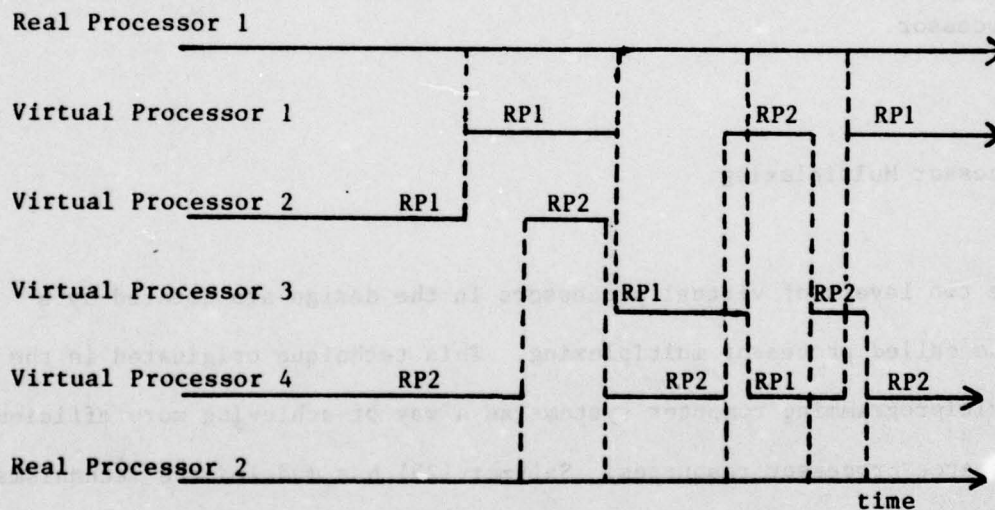 Real Processor 1
Virtual Processor 1 RP1 RP2 RP1
Virtual Processor 2 RP1 RP2
Virtual Processor 3 RP1 RP2
Virtual Processor 4 RP2 RP2 RP1 RP2
Real Processor 2
time